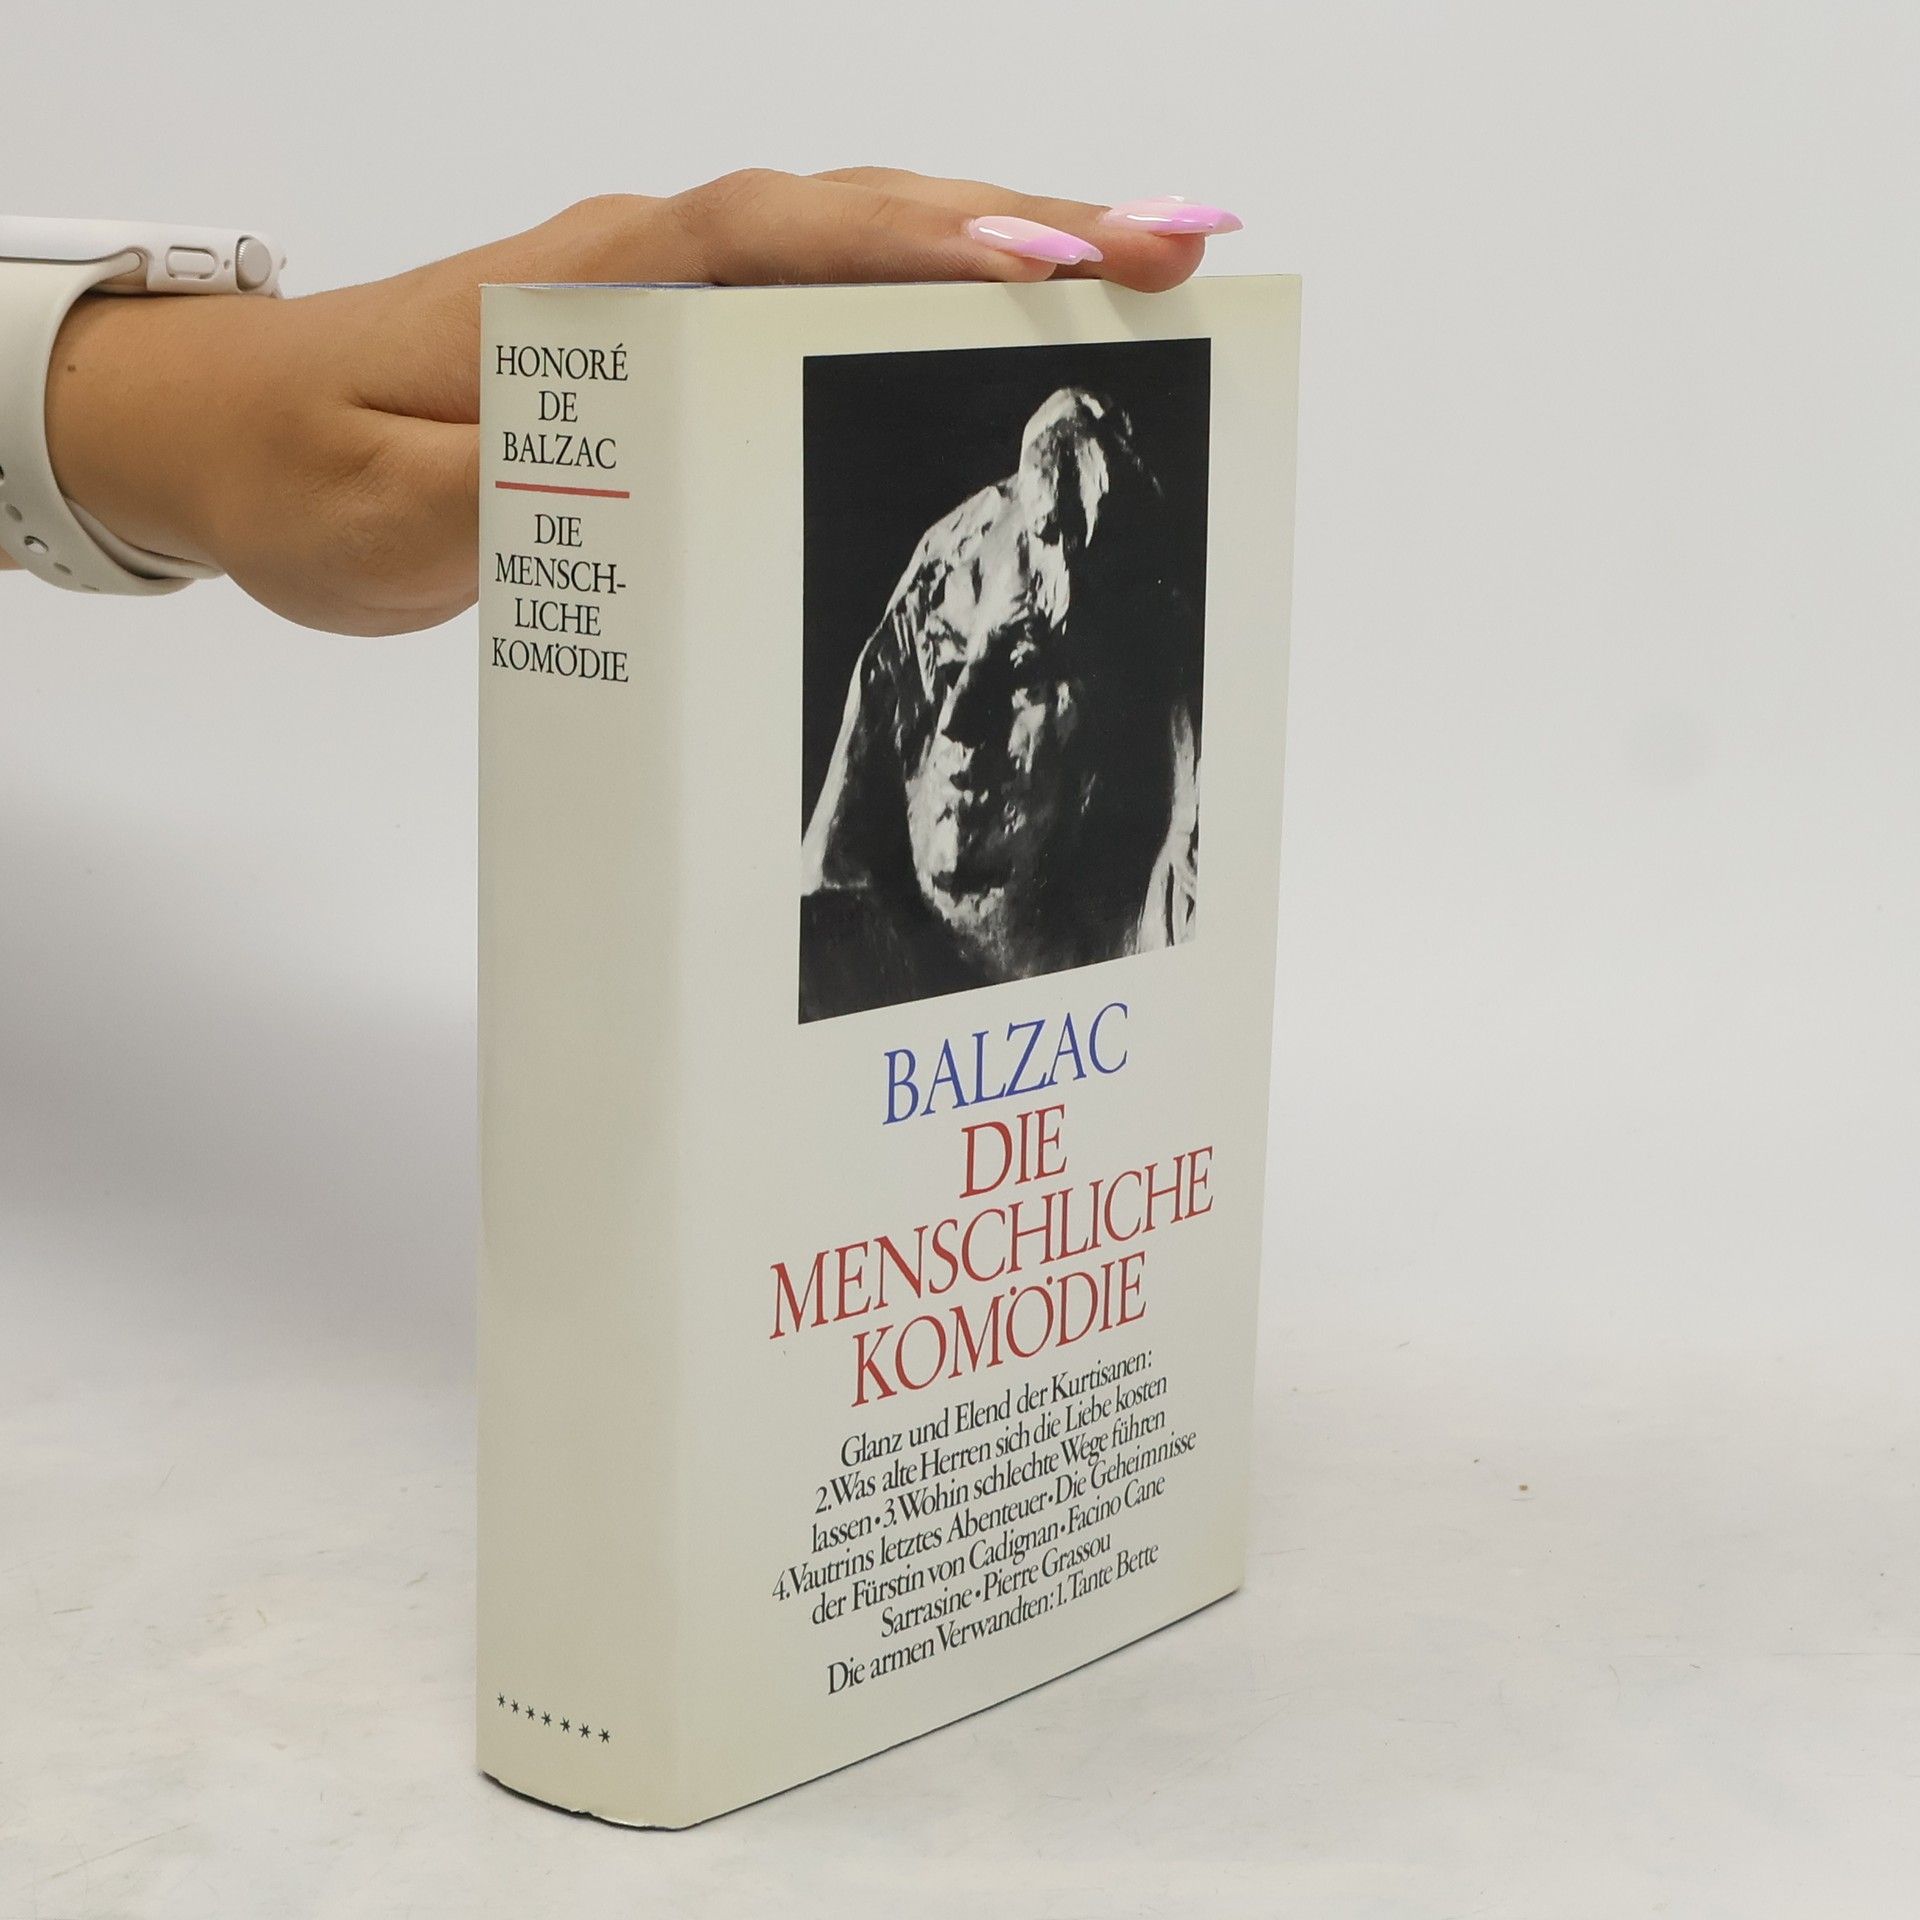 HONORÉ
DE
BALZAC
DIE
MENSCH-
LICHE
KOMÖDIE
*******
BALZAC
DIE
MENSCHLICHE
KOMÖDIE
Glanz und Elend der Kurtisanen:
2. Was alte Herren sich die Liebe kosten
lassen • 3. Wohin schlechte Wege führen
4. Vautrins letztes Abenteuer • Die Geheimnisse
der Fürstin von Cadignan • Facino Cane
Sarrasine • Pierre Grassou
Die armen Verwandten: 1. Tante Bette